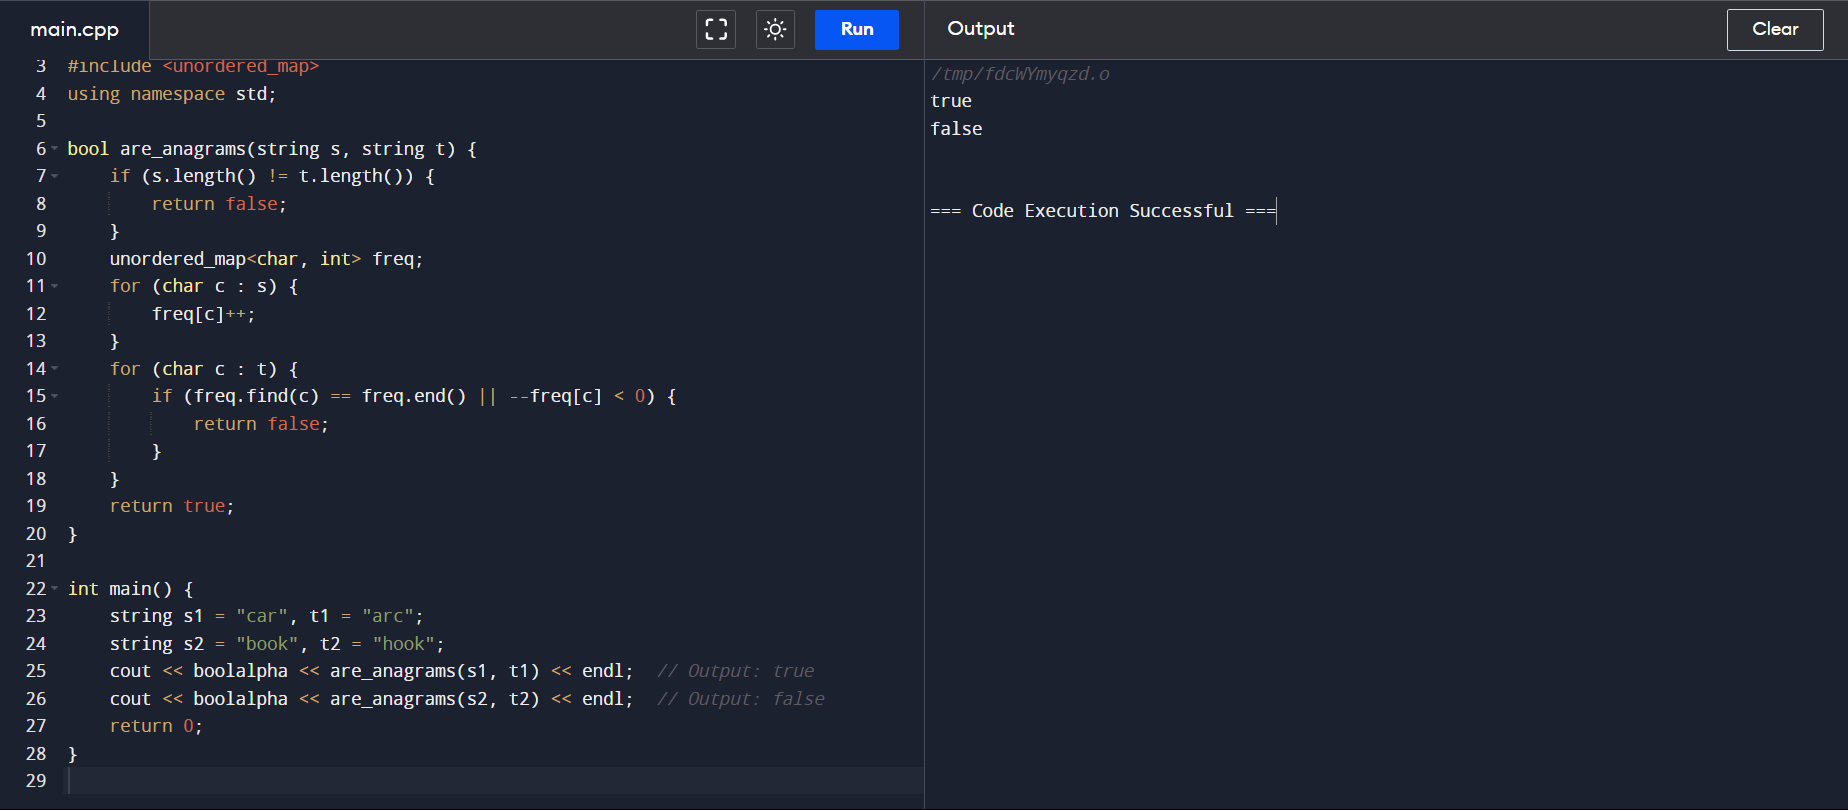 main.cpp
Run
Output
Clear
3 #include <unordered_map>
4 using namespace std;
5
6 bool are_anagrams(string s, string t) {
7     if (s.length() != t.length()) {
8         return false;
9     }
10     unordered_map<char, int> freq;
11     for (char c : s) {
12         freq[c]++;
13     }
14     for (char c : t) {
15         if (freq.find(c) == freq.end() || --freq[c] < 0) {
16             return false;
17         }
18     }
19     return true;
20 }
21
22 int main() {
23     string s1 = "car", t1 = "arc";
24     string s2 = "book", t2 = "hook";
25     cout << boolalpha << are_anagrams(s1, t1) << endl;  // Output: true
26     cout << boolalpha << are_anagrams(s2, t2) << endl;  // Output: false
27     return 0;
28 }
29
/tmp/fdcWYmyqzd.o
true
false
=== Code Execution Successful ===